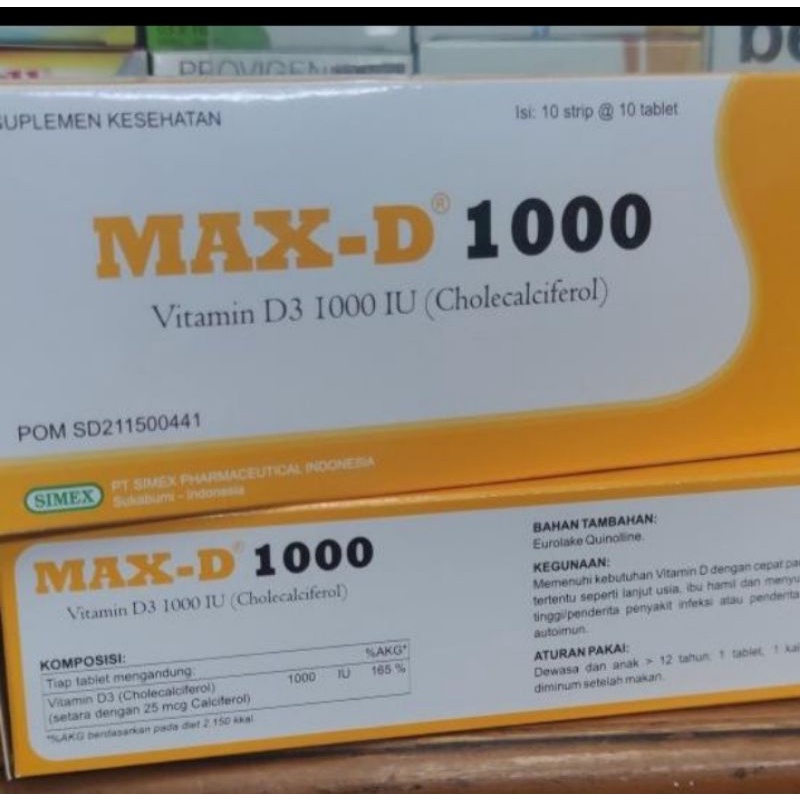 PROVIGEN
SUPLEMEN KESEHATAN
Isi: 10 strip @ 10 tablet
MAX-D® 1000
Vitamin D3 1000 IU (Cholecalciferol)
POM SD211500441
SIMEX
PT SIMEX PHARMACEUTICAL INDONESIA
Sukabumi - Indonesia
MAX-D® 1000
Vitamin D3 1000 IU (Cholecalciferol)
KOMPOSISI:
%AKG*
Tiap tablet mengandung:
Vitamin D3 (Cholecalciferol) 1000 IU 165 %
(setara dengan 25 mcg Calciferol)
*%AKG berdasarkan pada diet 2.150 kkal
BAHAN TAMBAHAN:
Eurolake Quinolline.
KEGUNAAN:
Memenuhi kebutuhan Vitamin D dengan cepat
tertentu seperti lanjut usia, ibu hamil dan
tinggi/penderita penyakit infeksi atau penderita
autoimun.
ATURAN PAKAI:
Dewasa dan anak > 12 tahun: 1 tablet, 1
diminum setelah makan.